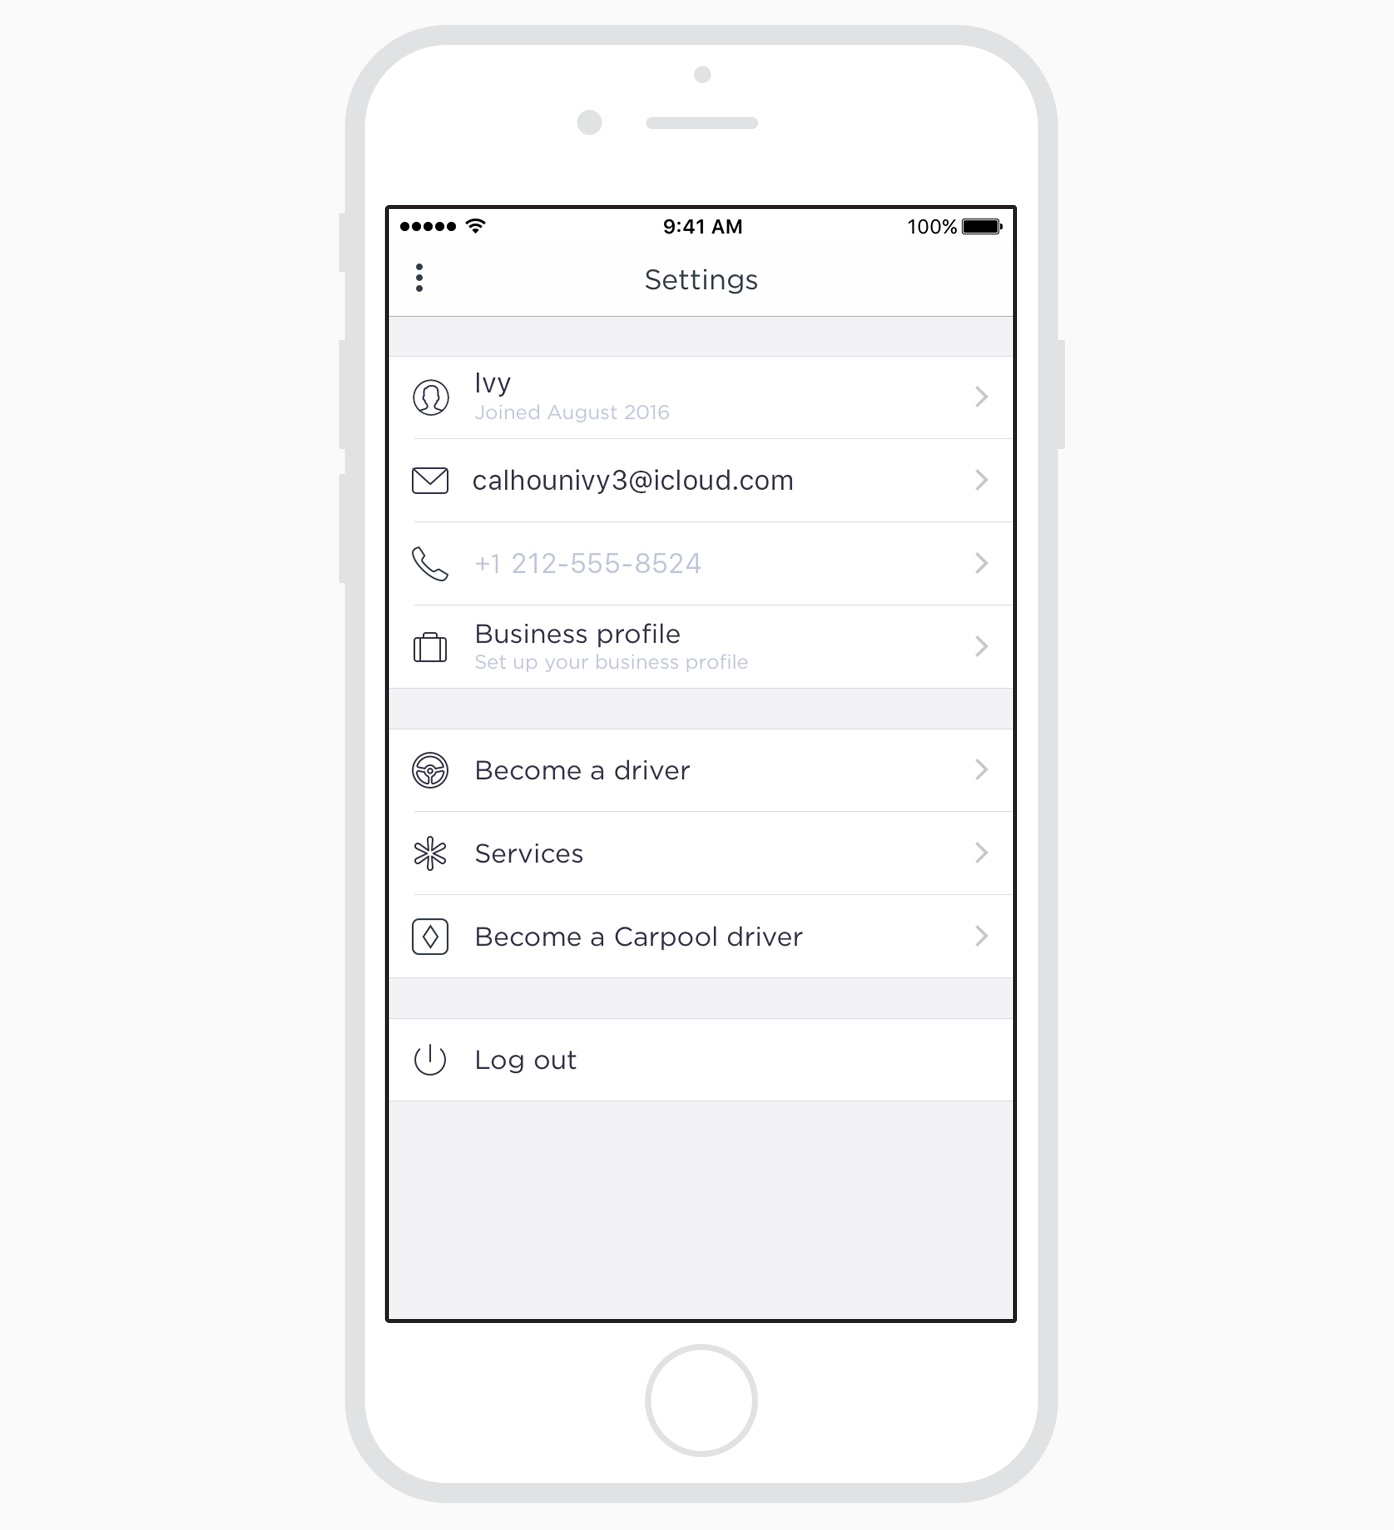 9:41 AM
100%
Settings
Ivy
Joined August 2016
calhounivy3@icloud.com
+1 212-555-8524
Business profile
Set up your business profile
Become a driver
Services
Become a Carpool driver
Log out